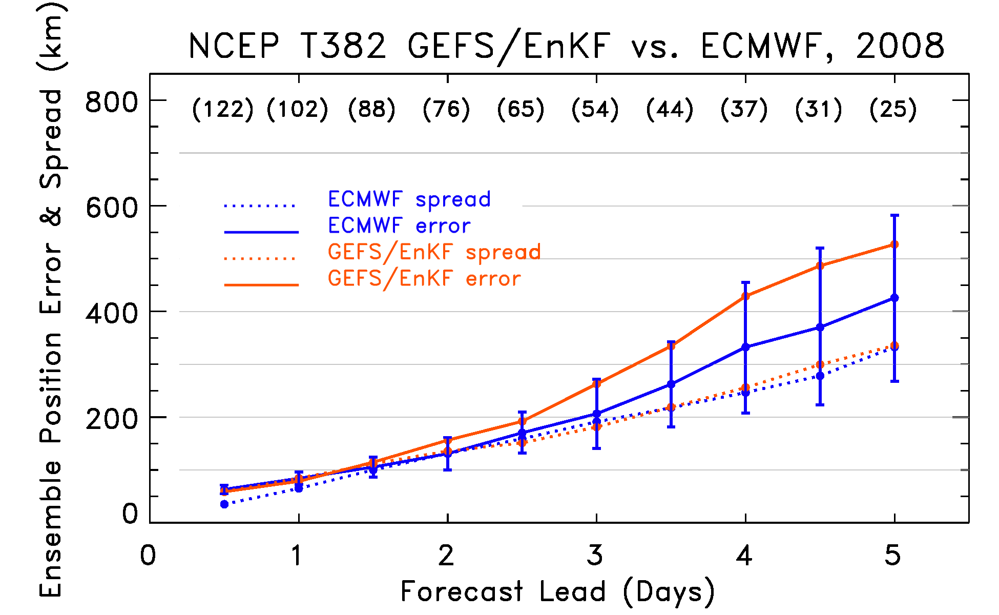 NCEP T382 GEFS/EnKF vs. ECMWF, 2008
Ensemble Position Error & Spread (km)
800
(122) (102) (88) (76) (65) (54) (44) (37) (31) (25)
600
ECMWF spread
ECMWF error
GEFS/EnKF spread
GEFS/EnKF error
400
200
0
0 1 2 3 4 5
Forecast Lead (Days)